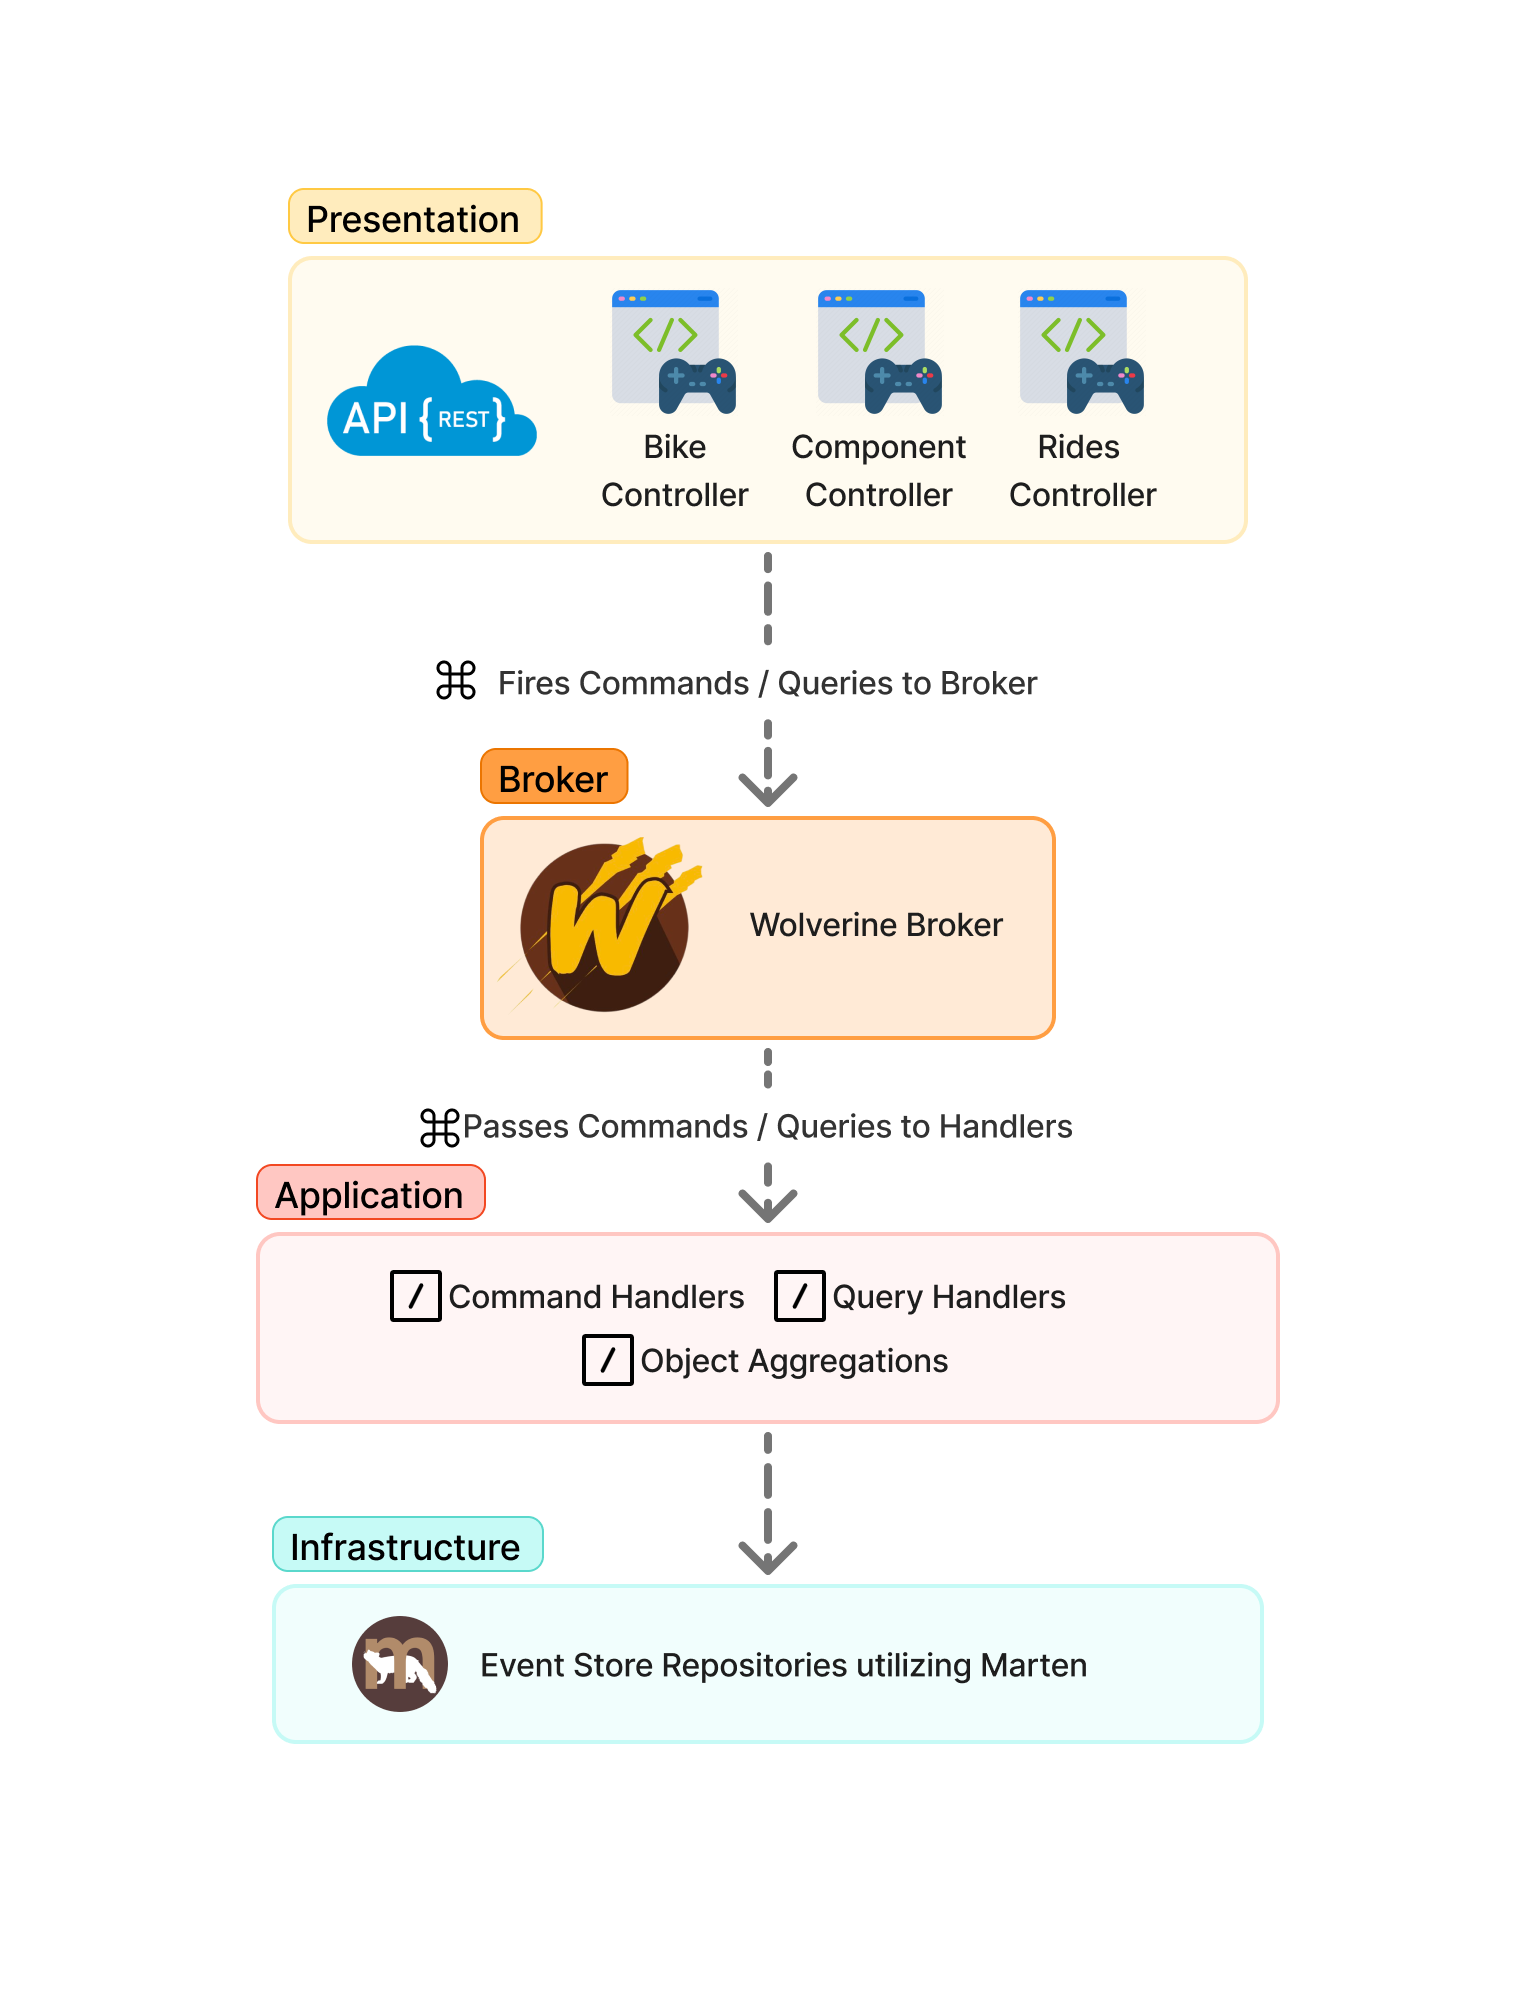 Presentation
API {REST}
Bike
Controller
Component
Controller
Rides
Controller
⌘ Fires Commands / Queries to Broker
Broker
W
Wolverine Broker
⌘ Passes Commands / Queries to Handlers
Application
/ Command Handlers
/ Query Handlers
/ Object Aggregations
Infrastructure
m
Event Store Repositories utilizing Marten